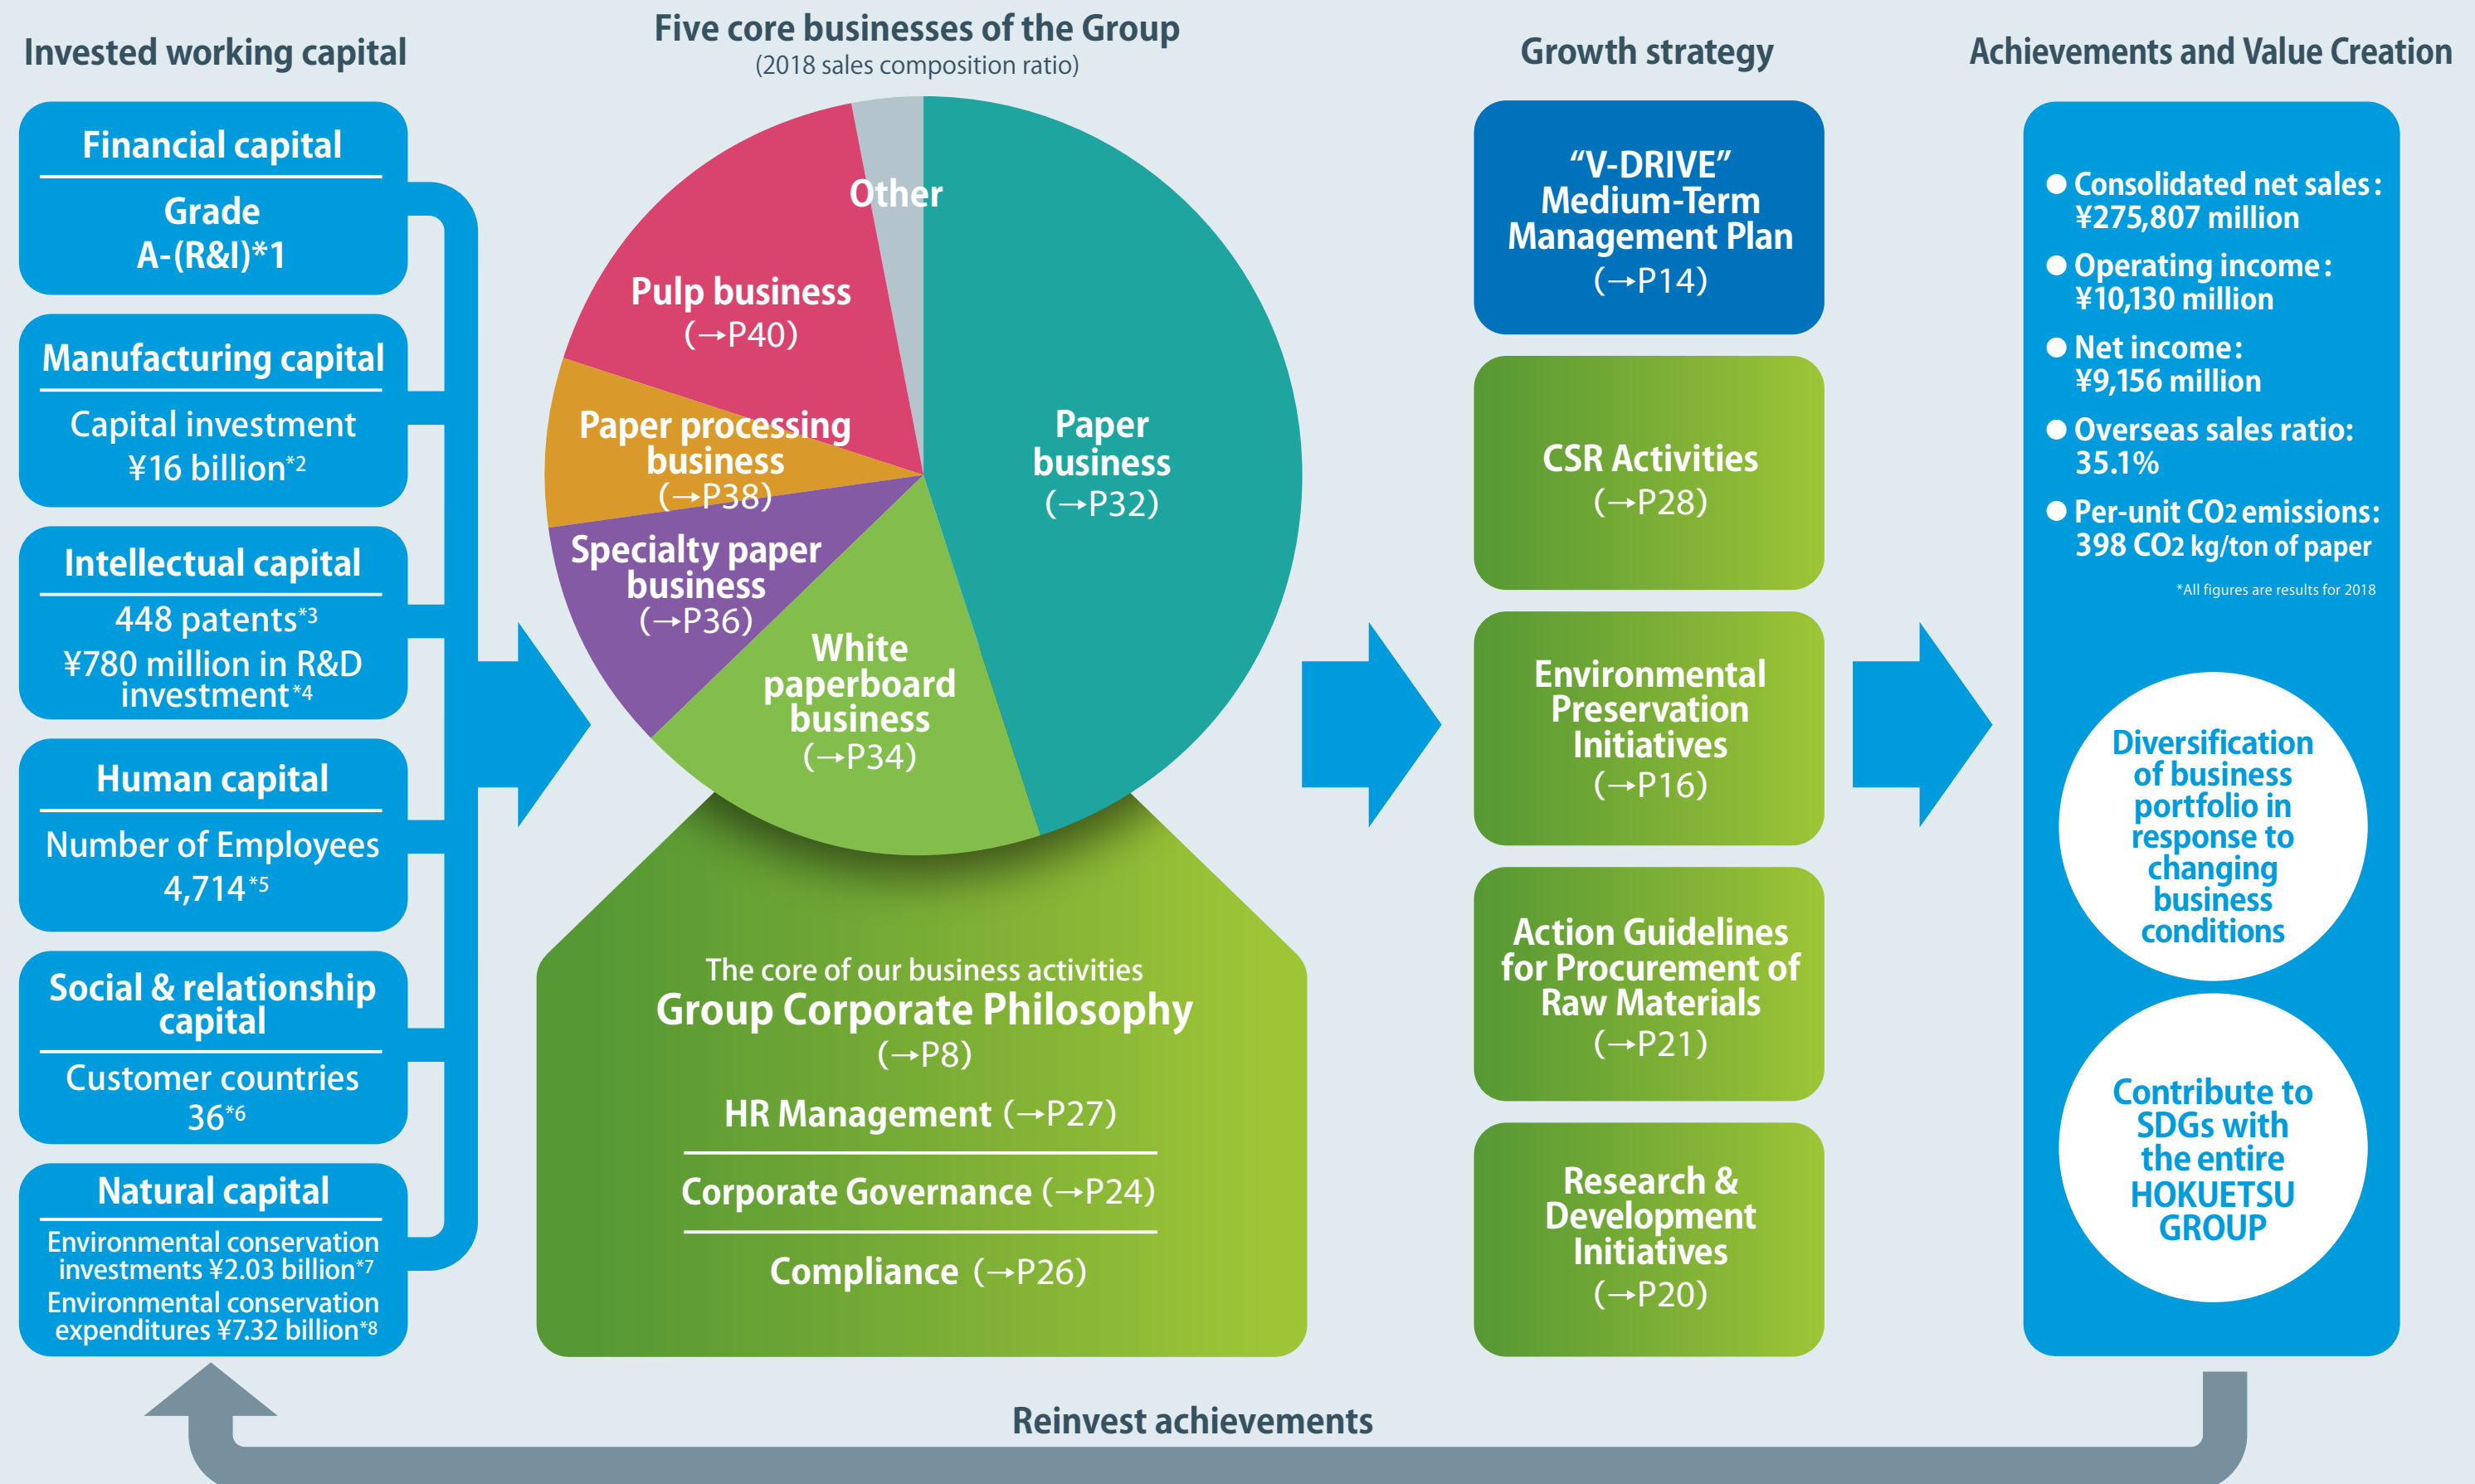 Invested working capital
Financial capital
Grade
A-(R&I)*1
Manufacturing capital
Capital investment
¥16 billion*2
Intellectual capital
448 patents*3
¥780 million in R&D
investment*4
Human capital
Number of Employees
4,714*5
Social & relationship
capital
Customer countries
36*6
Natural capital
Environmental conservation
investments ¥2.03 billion*7
Environmental conservation
expenditures ¥7.32 billion*8
Five core businesses of the Group
(2018 sales composition ratio)
Other
Pulp business
(→P40)
Paper processing
business
(→P38)
Specialty paper
business
(→P36)
White
paperboard
business
(→P34)
Paper
business
(→P32)
The core of our business activities
Group Corporate Philosophy
(→P8)
HR Management (→P27)
Corporate Governance (→P24)
Compliance (→P26)
Growth strategy
“V-DRIVE”
Medium-Term
Management Plan
(→P14)
CSR Activities
(→P28)
Environmental
Preservation
Initiatives
(→P16)
Action Guidelines
for Procurement of
Raw Materials
(→P21)
Research &
Development
Initiatives
(→P20)
Achievements and Value Creation
● Consolidated net sales:
¥275,807 million
● Operating income:
¥10,130 million
● Net income:
¥9,156 million
● Overseas sales ratio:
35.1%
● Per-unit CO2 emissions:
398 CO2 kg/ton of paper
*All figures are results for 2018
Diversification
of business
portfolio in
response to
changing
business
conditions
Contribute to
SDGs with
the entire
HOKUETSU
GROUP
Reinvest achievements